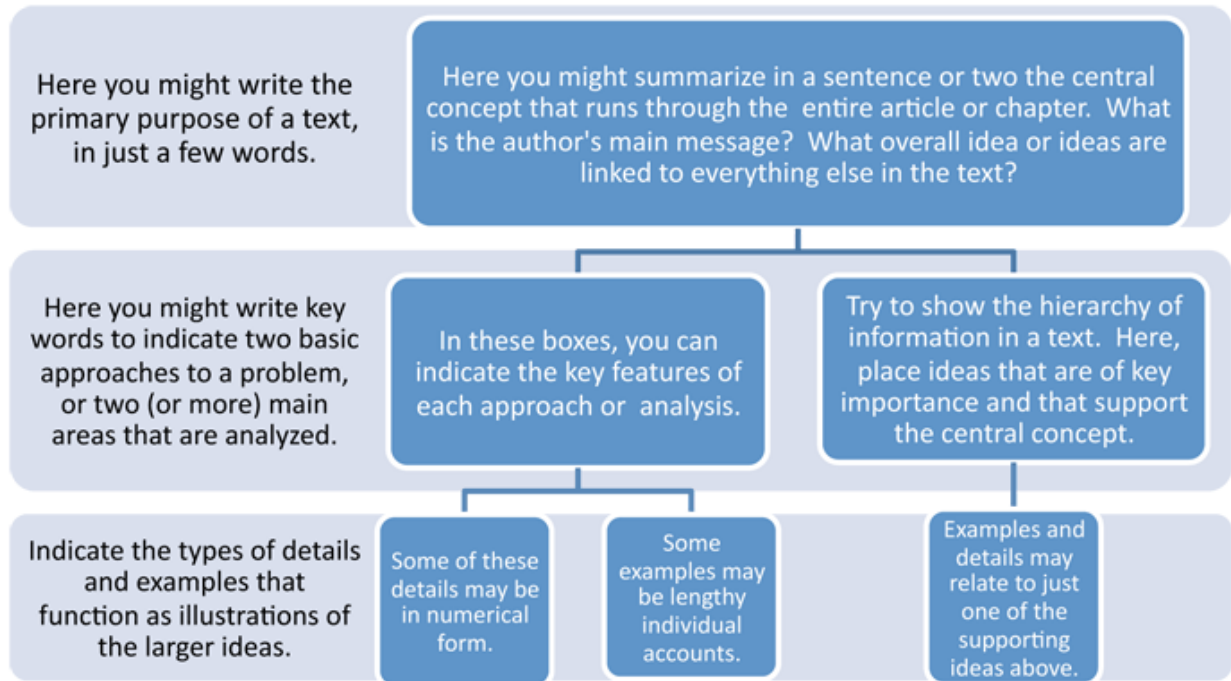 Here you might write the
primary purpose of a text,
in just a few words.
Here you might summarize in a sentence or two the central
concept that runs through the entire article or chapter. What
is the author's main message? What overall idea or ideas are
linked to everything else in the text?
Here you might write key
words to indicate two basic
approaches to a problem,
or two (or more) main
areas that are analyzed.
In these boxes, you can
indicate the key features of
each approach or analysis.
Try to show the hierarchy of
information in a text. Here,
place ideas that are of key
importance and that support
the central concept.
Indicate the types of details
and examples that
function as illustrations of
the larger ideas.
Some of these
details may be
in numerical
form.
Some
examples may
be lengthy
individual
accounts.
Examples and
details may
relate to just
one of the
supporting
ideas above.